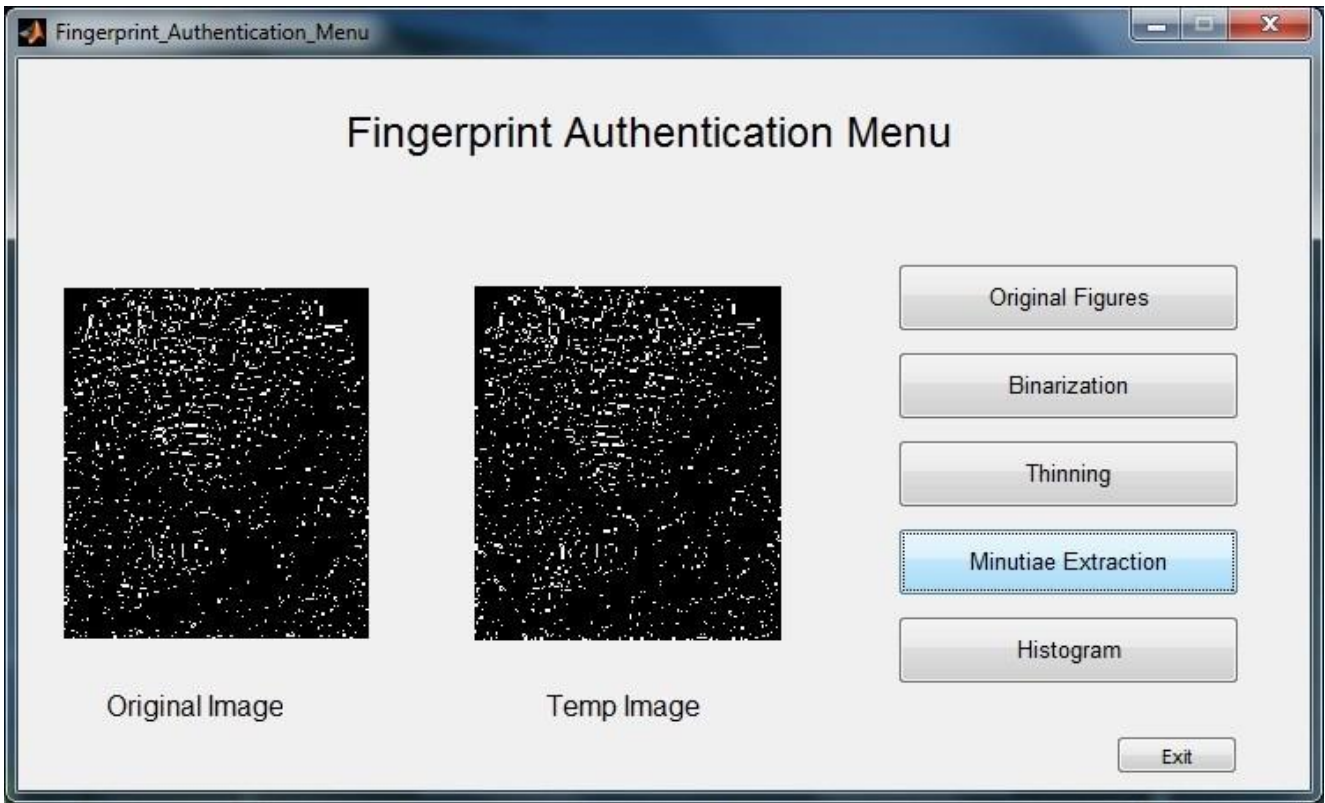 Fingerprint_Authentication_Menu
Fingerprint Authentication Menu
Original Figures
Binarization
Thinning
Minutiae Extraction
Histogram
Original Image
Temp Image
Exit